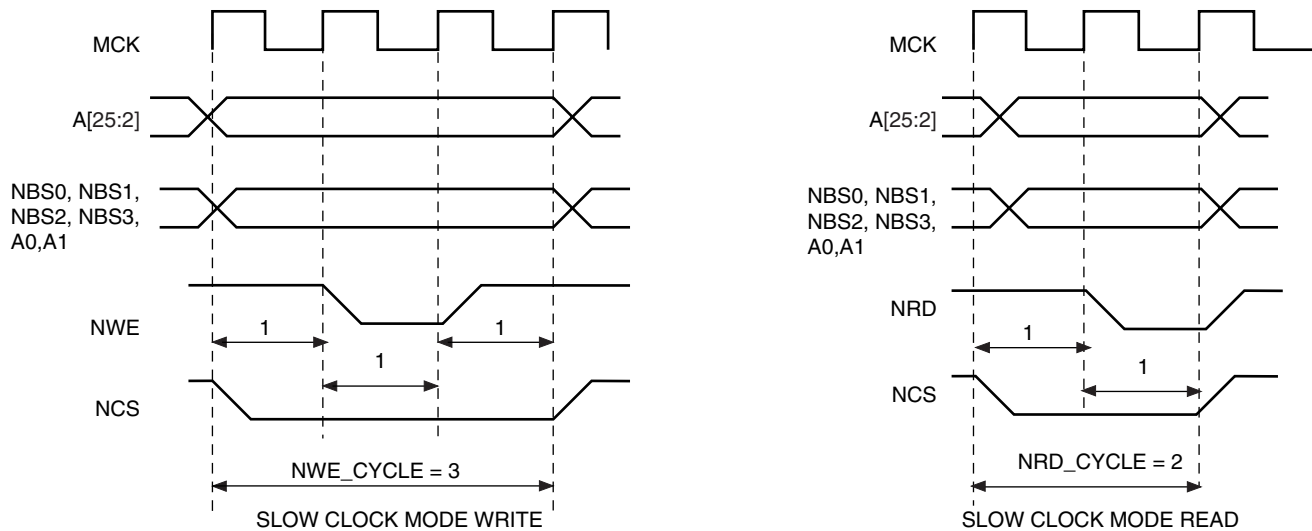 MCK
A[25:2]
NBS0, NBS1,
NBS2, NBS3,
A0,A1
NWE
1
1
1
NCS
NWE_CYCLE = 3
SLOW CLOCK MODE WRITE
MCK
A[25:2]
NBS0, NBS1,
NBS2, NBS3,
A0,A1
NRD
1
1
NCS
NRD_CYCLE = 2
SLOW CLOCK MODE READ